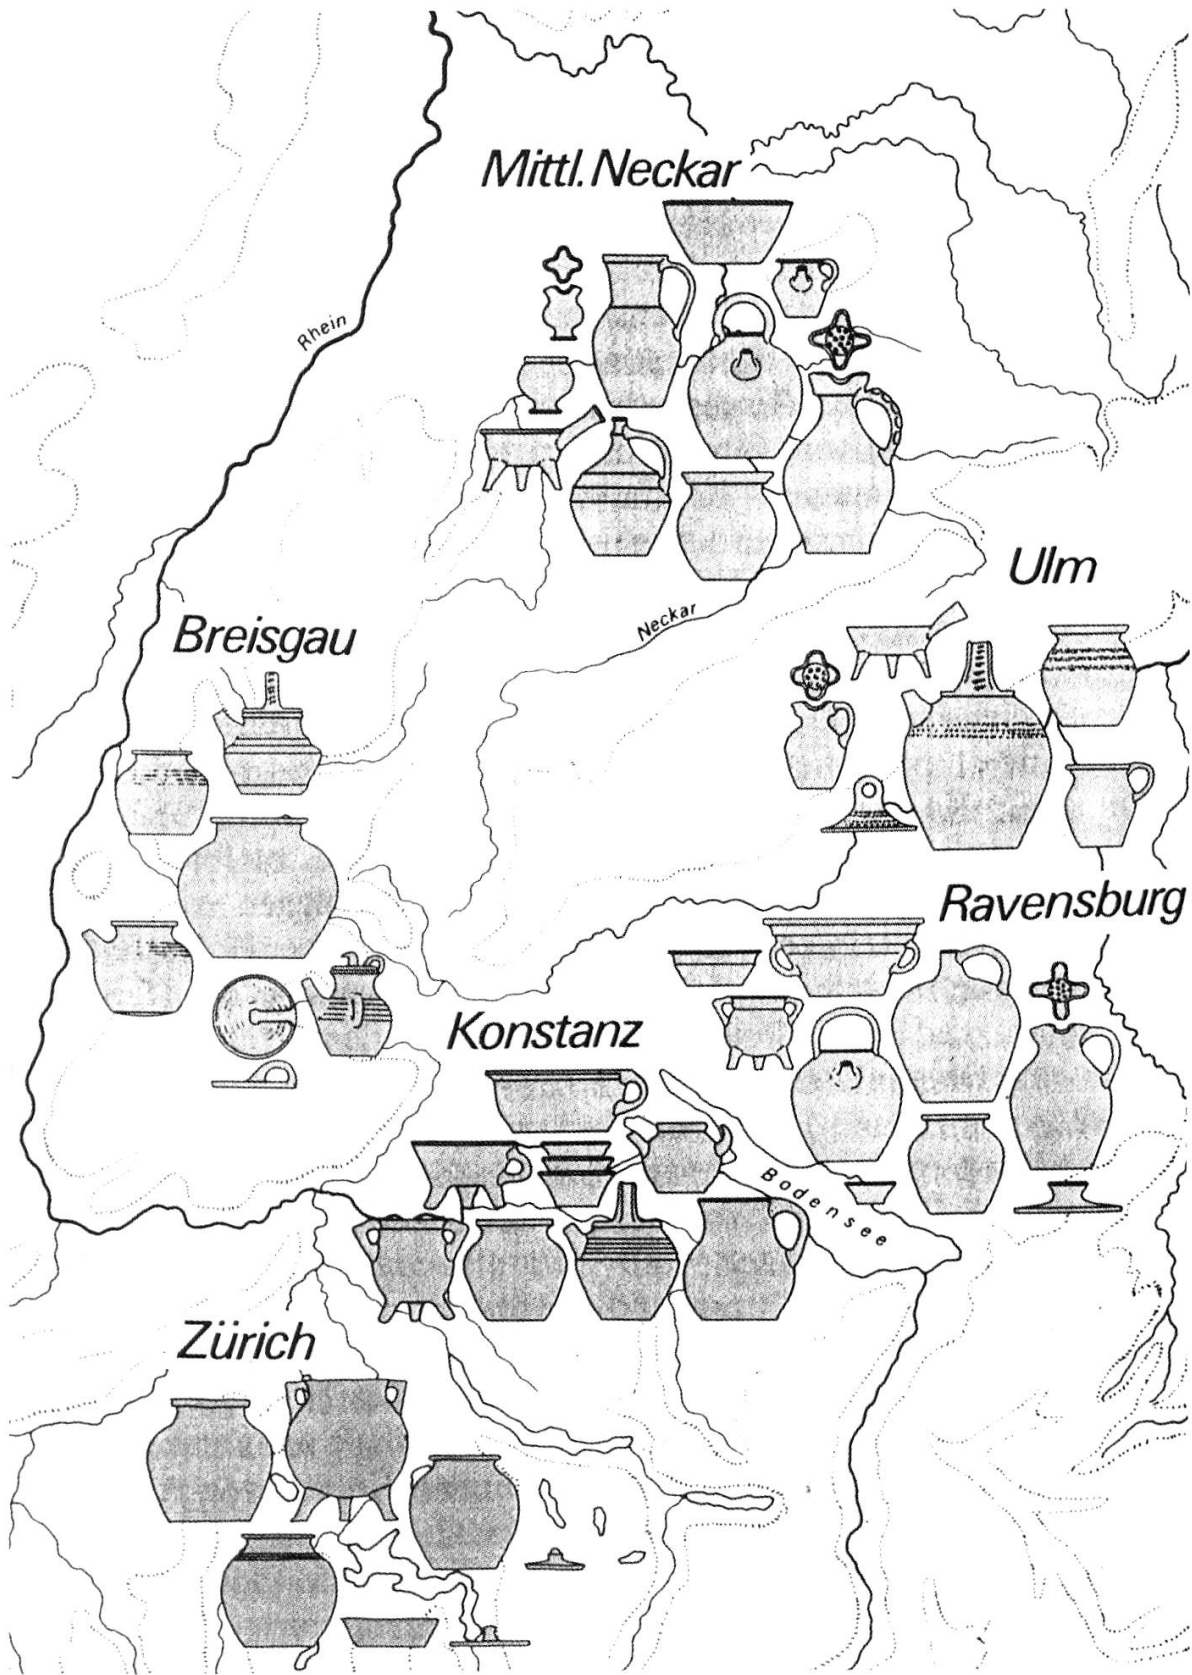 Mittl. Neckar
Rhein
Ulm
Neckar
Breisgau
Ravensburg
Konstanz
Bodensee
Zürich